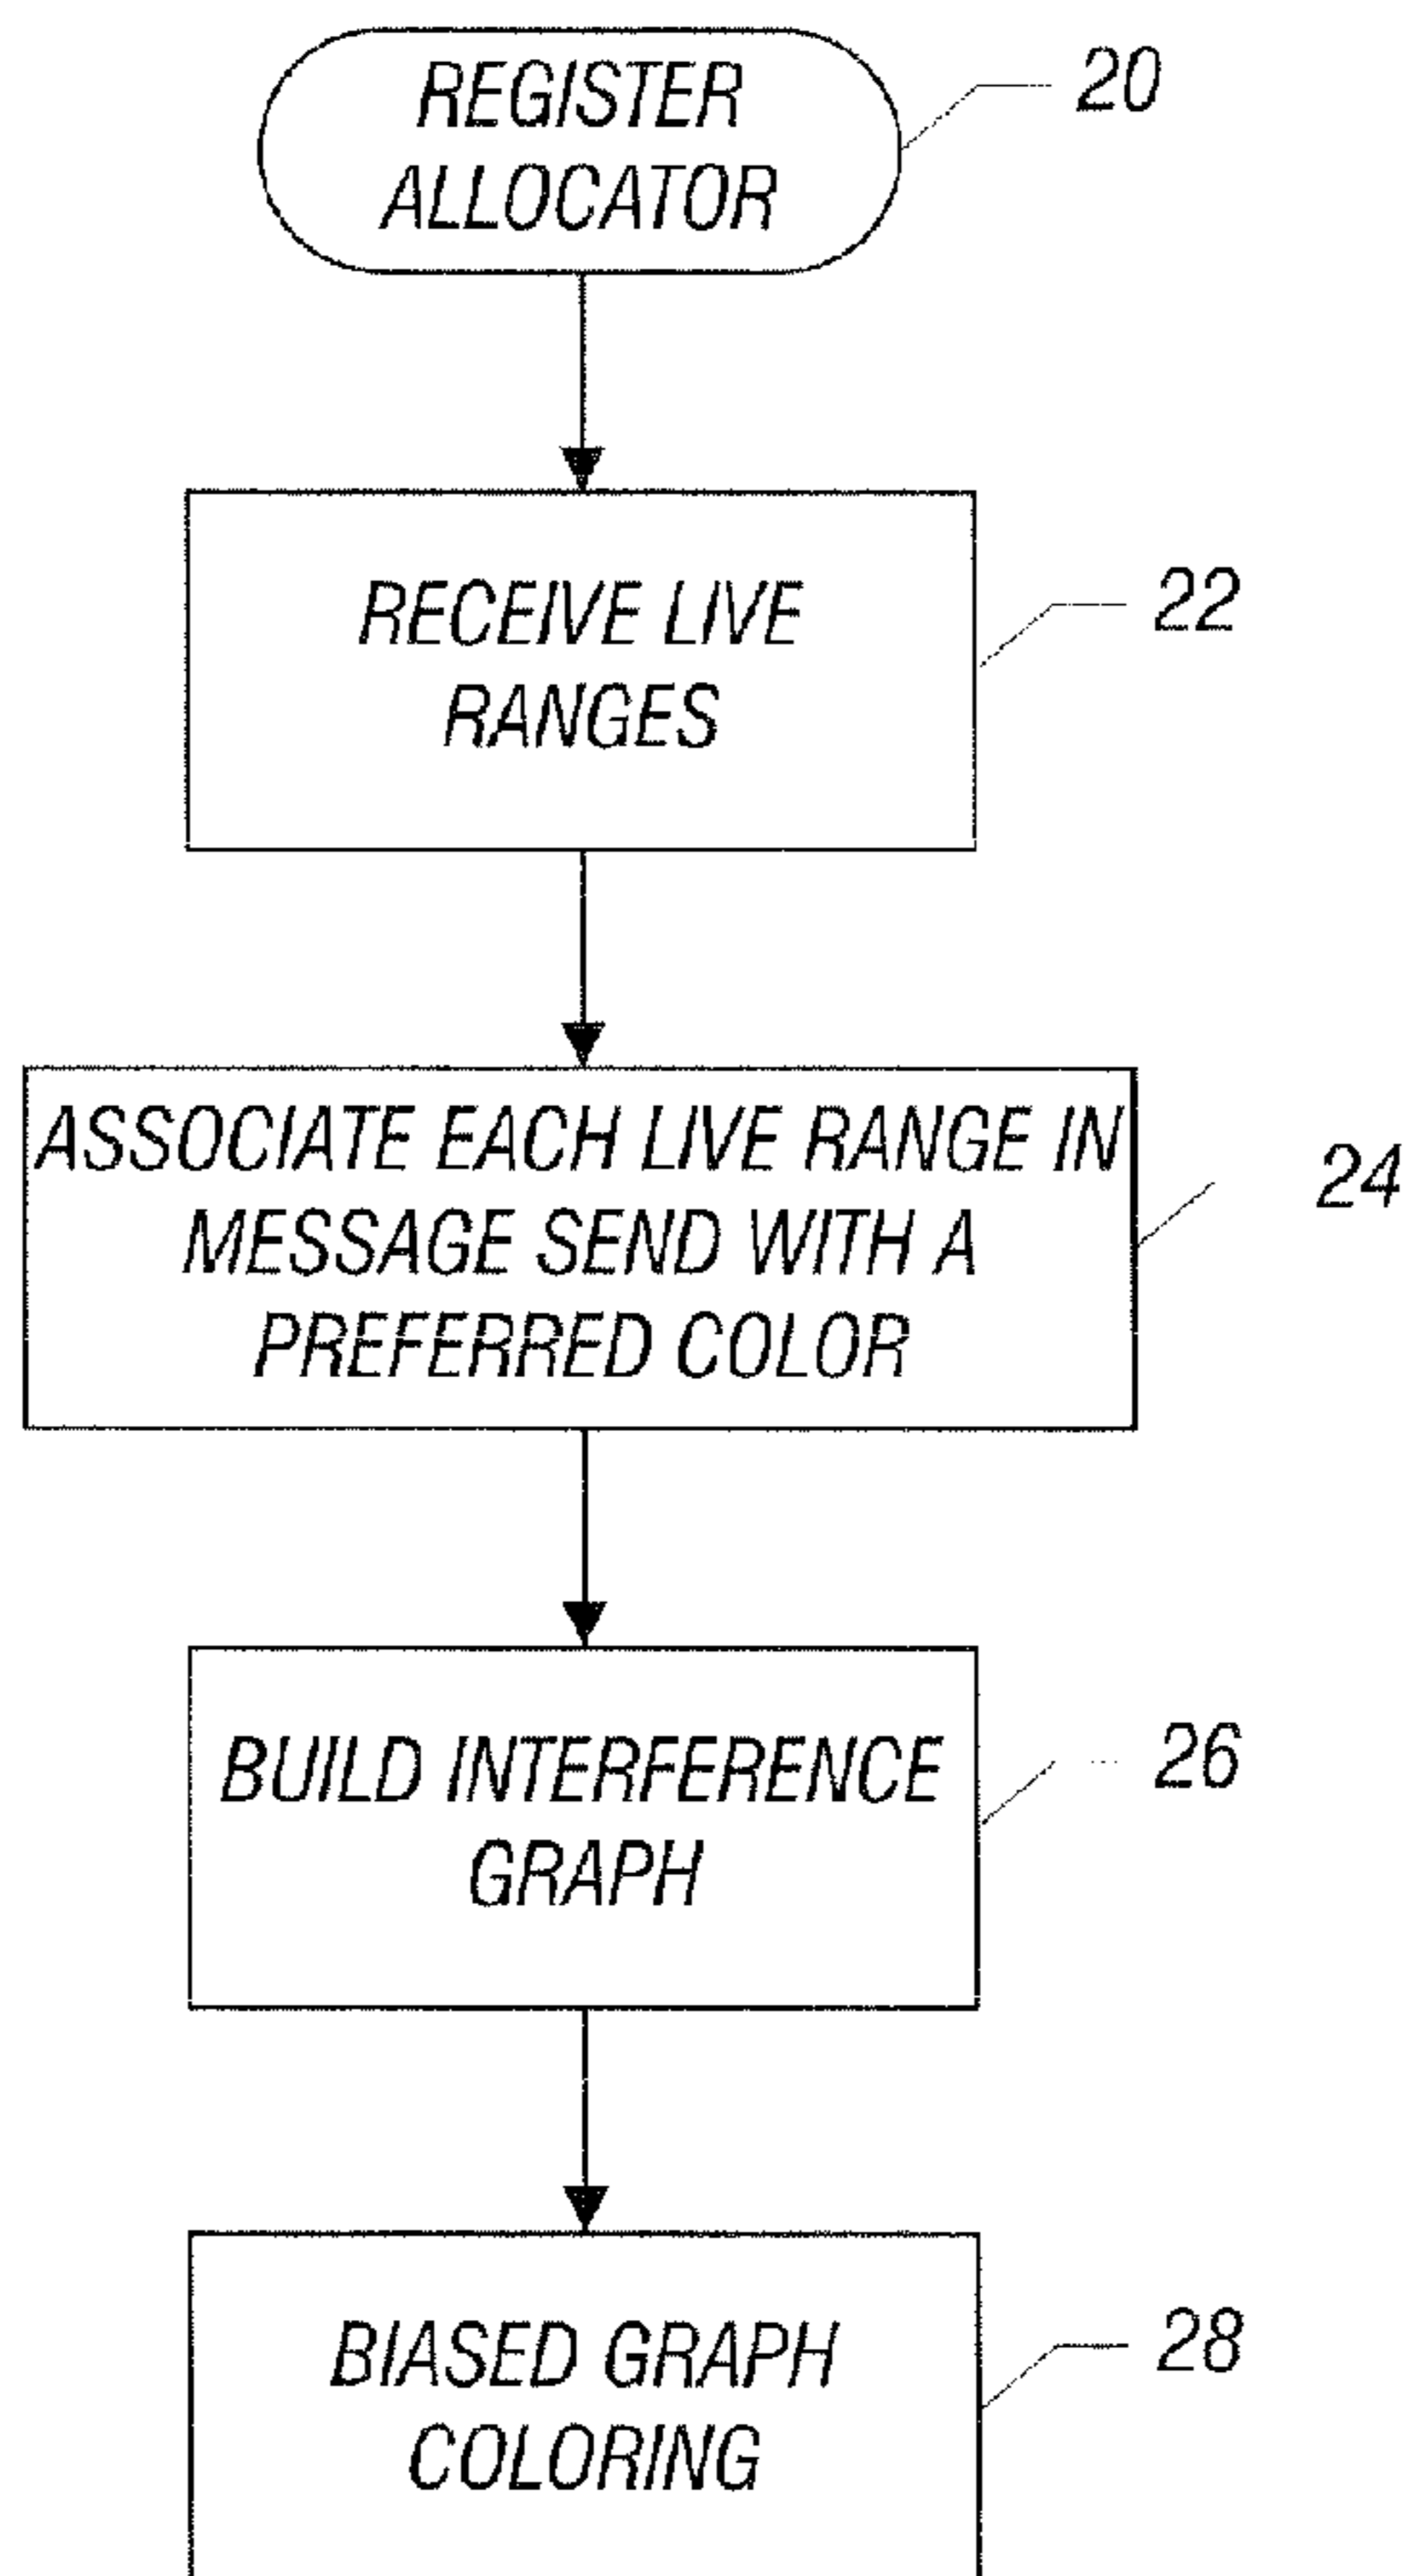 REGISTER
ALLOCATOR
20
RECEIVE LIVE
RANGES
22
ASSOCIATE EACH LIVE RANGE IN
MESSAGE SEND WITH A
PREFERRED COLOR
24
BUILD INTERFERENCE
GRAPH
26
BIASED GRAPH
COLORING
28